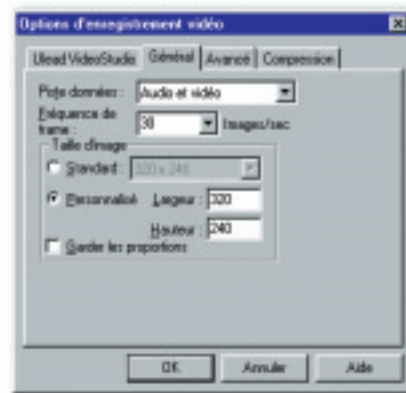 Options d'enregistrement vidéo
Ulead VideoStudio Général Avancé Compression
Piste données : Audio et vidéo
Fréquence de trame : 30 Images/sec
Taille d'image
Standard : 320 x 240
Personnalisé Largeur : 320
Hauteur : 240
Garder les proportions
OK Annuler Aide